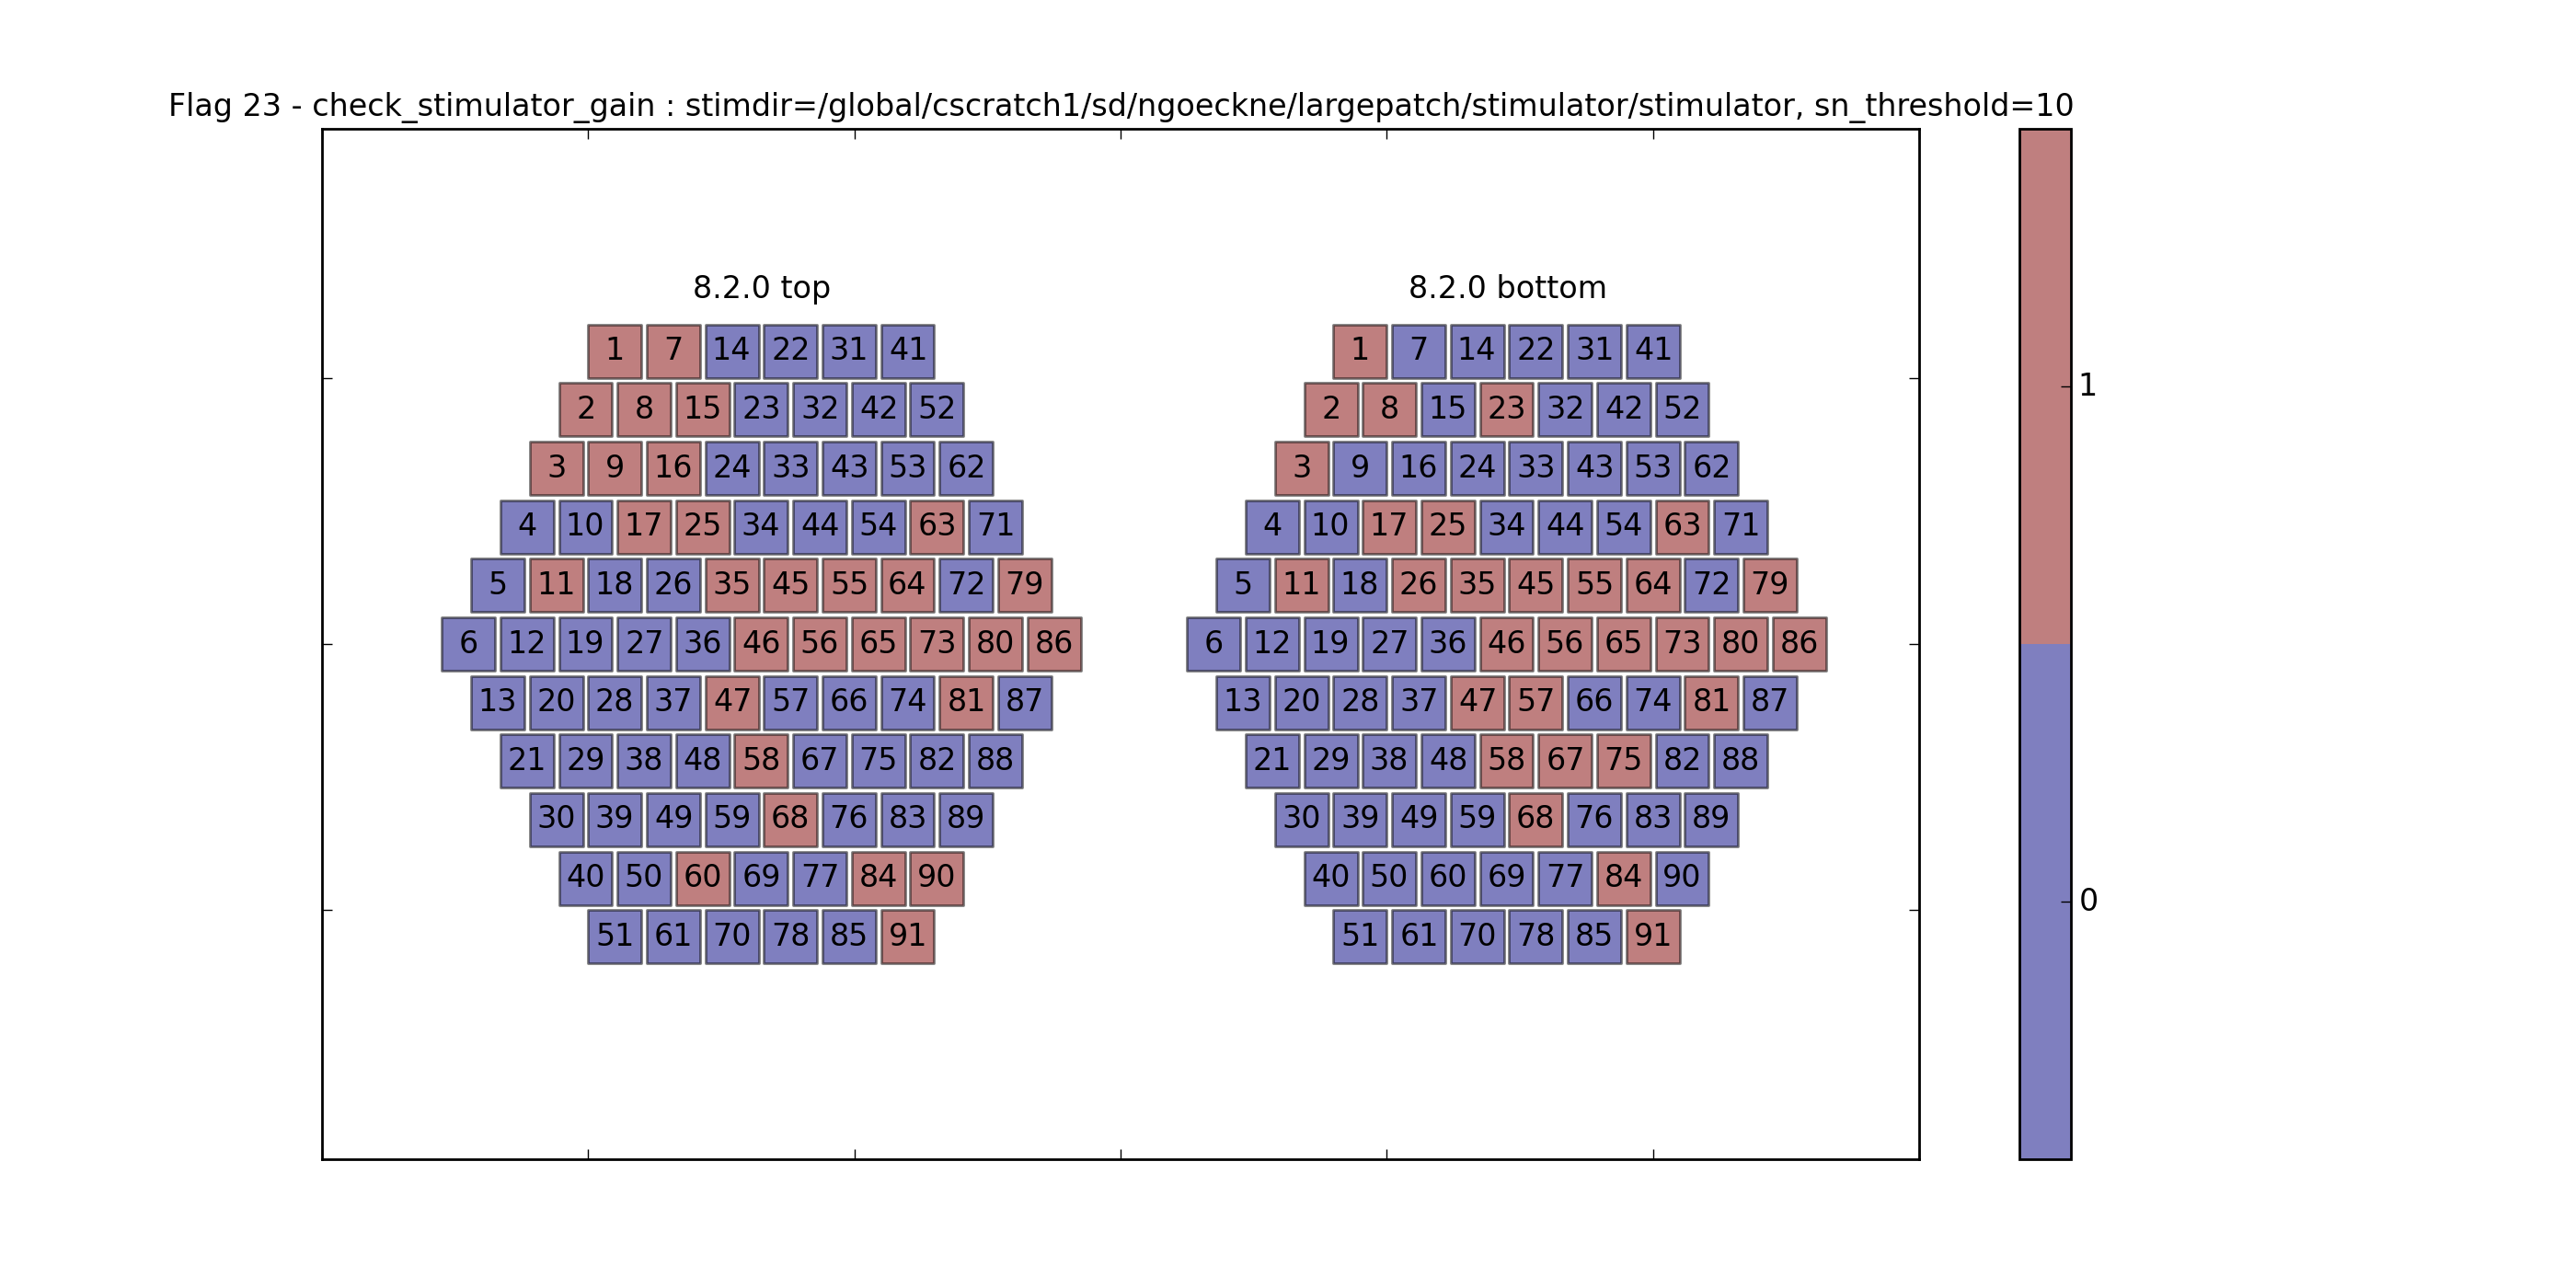 Flag 23 - check_stimulator_gain : stimdir=/global/cscratch1/sd/ngoeckne/largepatch/stimulator/stimulator, sn_threshold=10
8.2.0 top
1 7 14 22 31 41
2 8 15 23 32 42 52
3 9 16 24 33 43 53 62
4 10 17 25 34 44 54 63 71
5 11 18 26 35 45 55 64 72 79
6 12 19 27 36 46 56 65 73 80 86
13 20 28 37 47 57 66 74 81 87
21 29 38 48 58 67 75 82 88
30 39 49 59 68 76 83 89
40 50 60 69 77 84 90
51 61 70 78 85 91
8.2.0 bottom
1 7 14 22 31 41
2 8 15 23 32 42 52
3 9 16 24 33 43 53 62
4 10 17 25 34 44 54 63 71
5 11 18 26 35 45 55 64 72 79
6 12 19 27 36 46 56 65 73 80 86
13 20 28 37 47 57 66 74 81 87
21 29 38 48 58 67 75 82 88
30 39 49 59 68 76 83 89
40 50 60 69 77 84 90
51 61 70 78 85 91
1
0